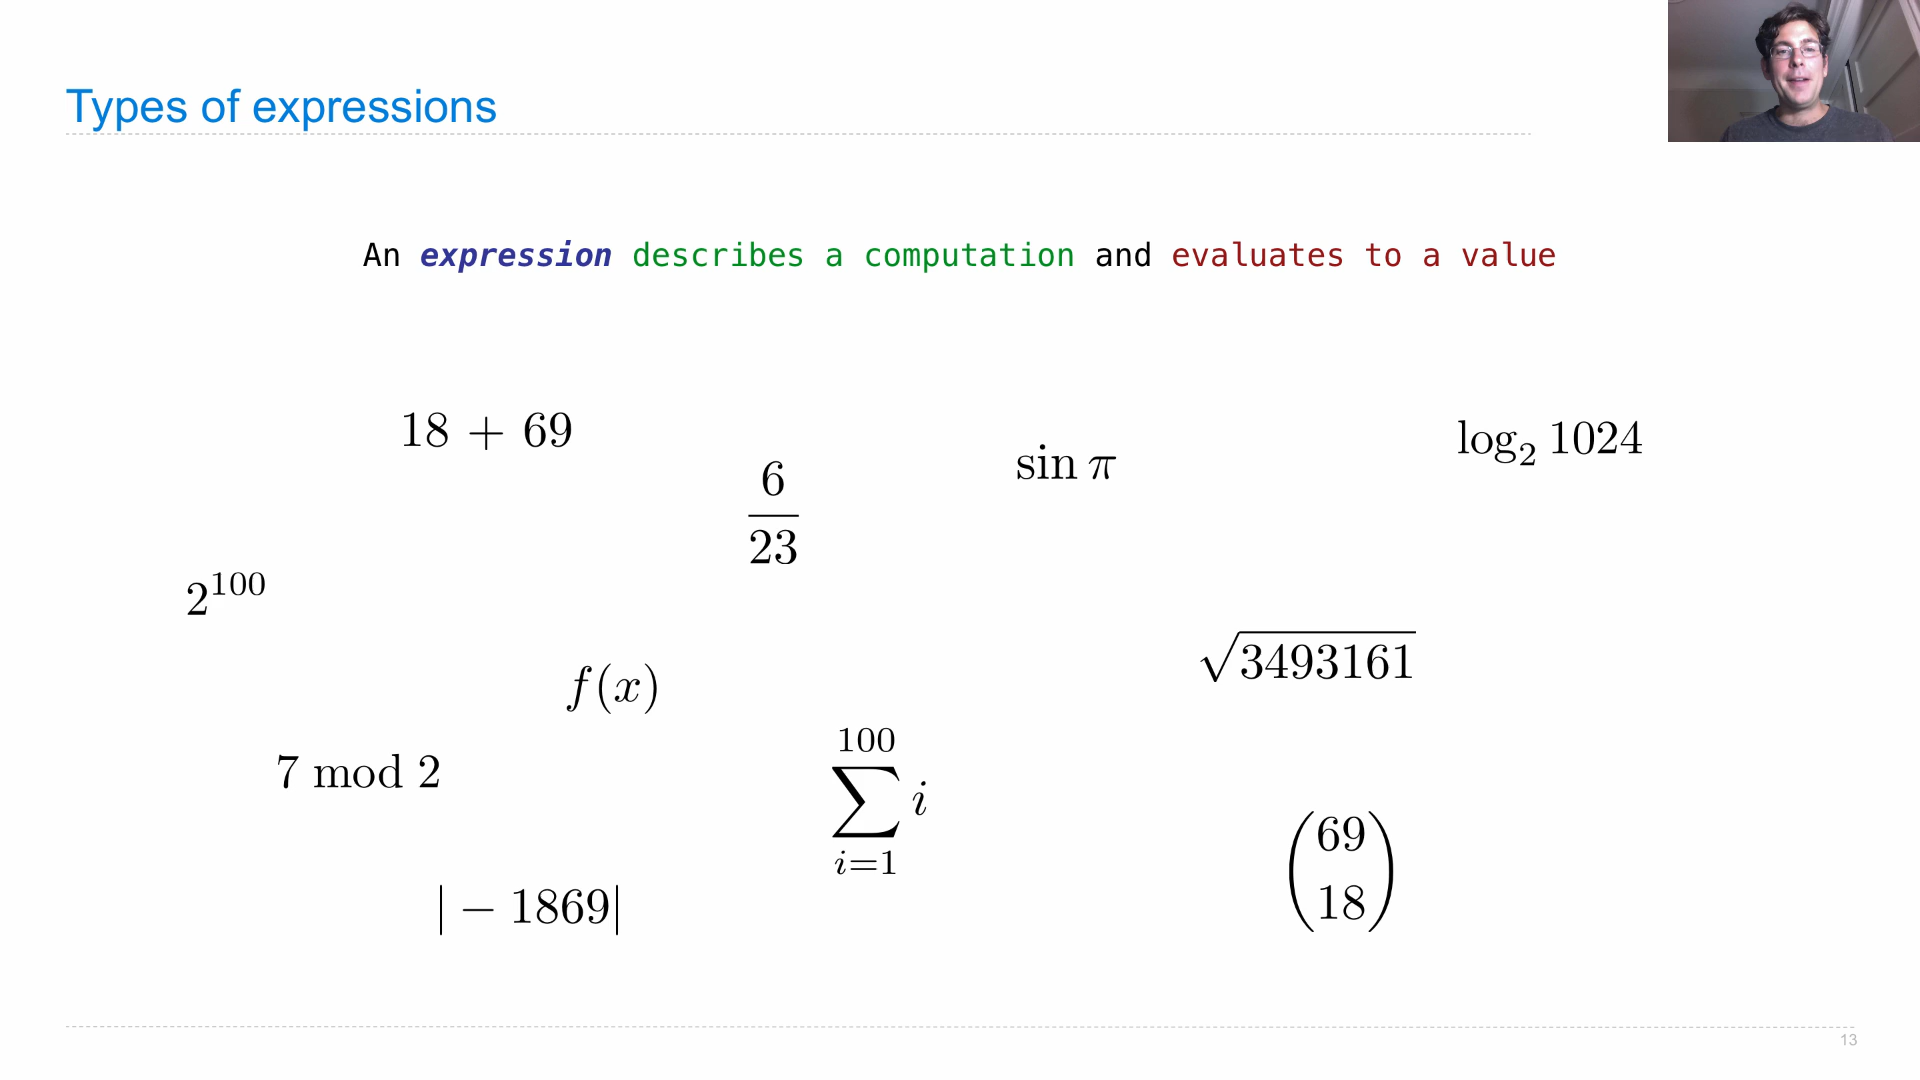 Types of expressions
An expression describes a computation and evaluates to a value
18 + 69
6
23
sin π
log₂ 1024
2¹⁰⁰
f(x)
√3493161
7 mod 2
100
∑ i
i=1
(69
18)
| − 1869|
13